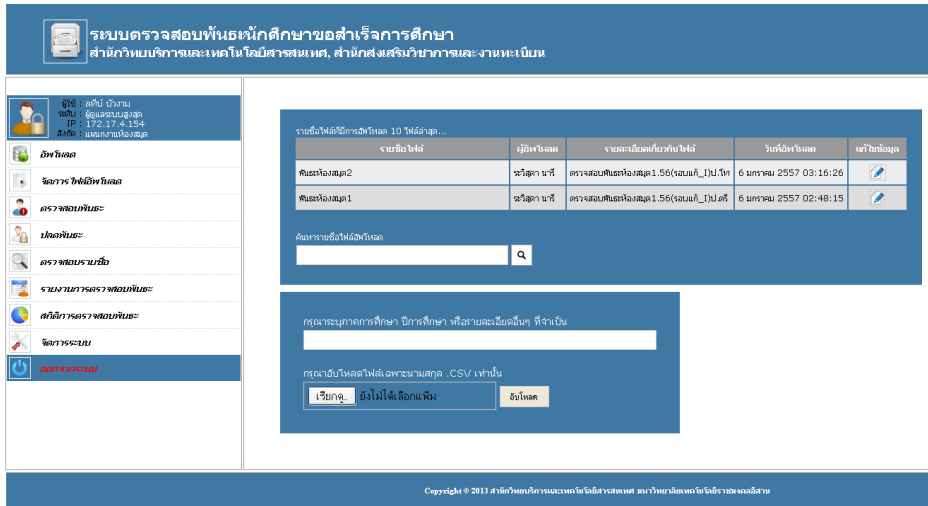 ระบบตรวจสอบพันธะนักศึกษาขอสำเร็จการศึกษา
สำนักวิทยบริการและเทคโนโลยีสารสนเทศ, สำนักส่งเสริมวิชาการและงานทะเบียน
ผู้ใช้ : สตีป บัวงาม
ระดับ : ผู้ดูแลระบบสูงสุด
IP : 172.17.4.154
สังกัด : แผนกงานห้องสมุด
อัพโหลด
จัดการไฟล์อัพโหลด
ตรวจสอบพันธะ
ปลดพันธะ
ตรวจสอบรายชื่อ
รายงานการตรวจสอบพันธะ
สถิติการตรวจสอบพันธะ
จัดการระบบ
ออกจากระบบ
รายชื่อไฟล์ที่มีการอัพโหลด 10 ไฟล์ล่าสุด...
รายชื่อไฟล์ ผู้อัพโหลด รายละเอียดเกี่ยวกับไฟล์ วันที่อัพโหลด แก้ไขข้อมูล
พันธะห้องสมุด2 ระวิสุดา นารี ตรวจสอบพันธะห้องสมุด1.56(รอบแก้_I)ป.โท 6 มกราคม 2557 03:16:26
พันธะห้องสมุด1 ระวิสุดา นารี ตรวจสอบพันธะห้องสมุด1.56(รอบแก้_I)ป.ตรี 6 มกราคม 2557 02:48:15
ค้นหารายชื่อไฟล์อัพโหลด
กรุณาระบุภาคการศึกษา ปีการศึกษา หรือรายละเอียดอื่นๆ ที่จำเป็น
กรุณาอัปโหลดไฟล์เฉพาะนามสกุล .CSV เท่านั้น
เรียกดู... ยังไม่ได้เลือกแฟ้ม อัปโหลด
Copyright © 2013 สำนักวิทยบริการและเทคโนโลยีสารสนเทศ มหาวิทยาลัยเทคโนโลยีราชมงคลอีสาน